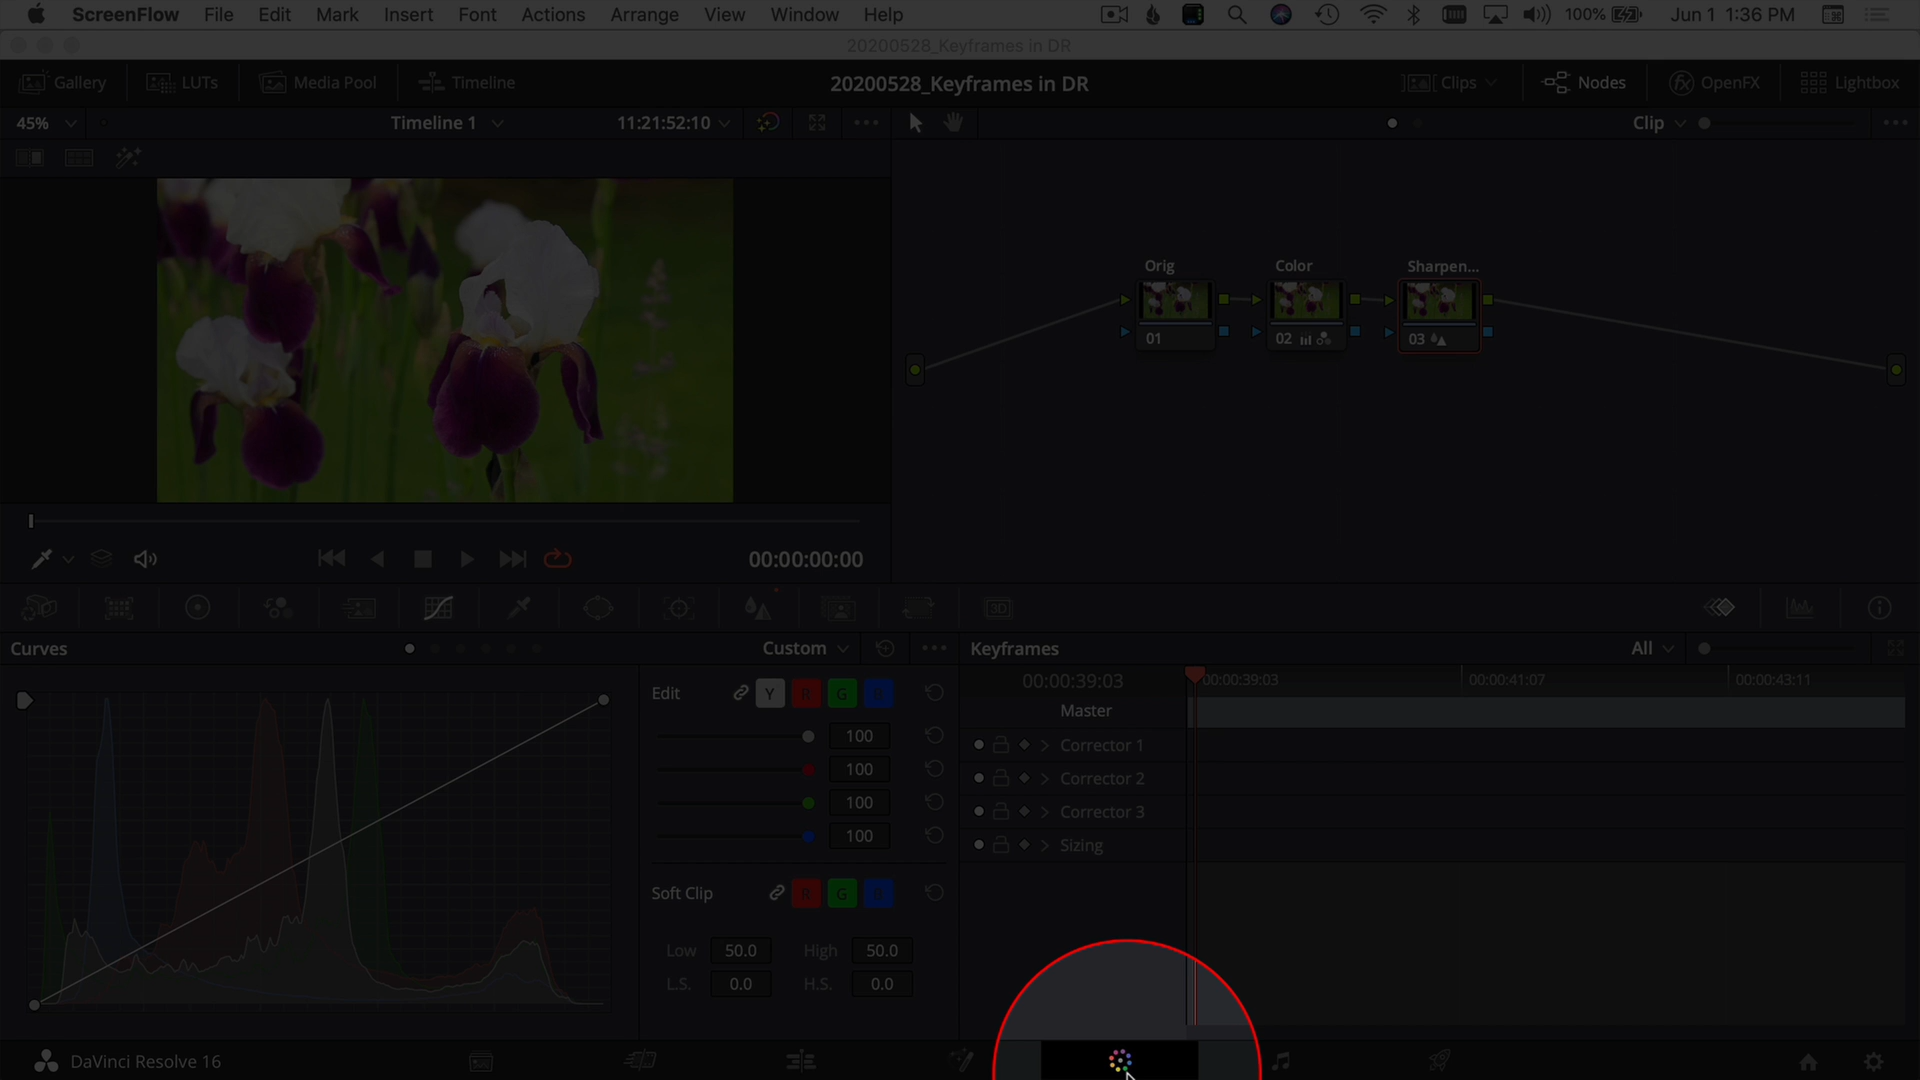 ScreenFlow File Edit Mark Insert Font Actions Arrange View Window Help 100% Jun 1 1:36 PM
20200528_Keyframes in DR
Gallery LUTs Media Pool Timeline 20200528_Keyframes in DR Clips Nodes OpenFX Lightbox
45% Timeline 1 11:21:52:10 Clip
Orig Color Sharpen...
01 02 03
00:00:00:00
3D
Curves Custom Keyframes All
Edit Y R G B 00:00:39:03 00:00:39:03 00:00:41:07 00:00:43:11
Master
100 Corrector 1
100 Corrector 2
100 Corrector 3
100 Sizing
Soft Clip R G B
Low 50.0 High 50.0
L.S. 0.0 H.S. 0.0
DaVinci Resolve 16